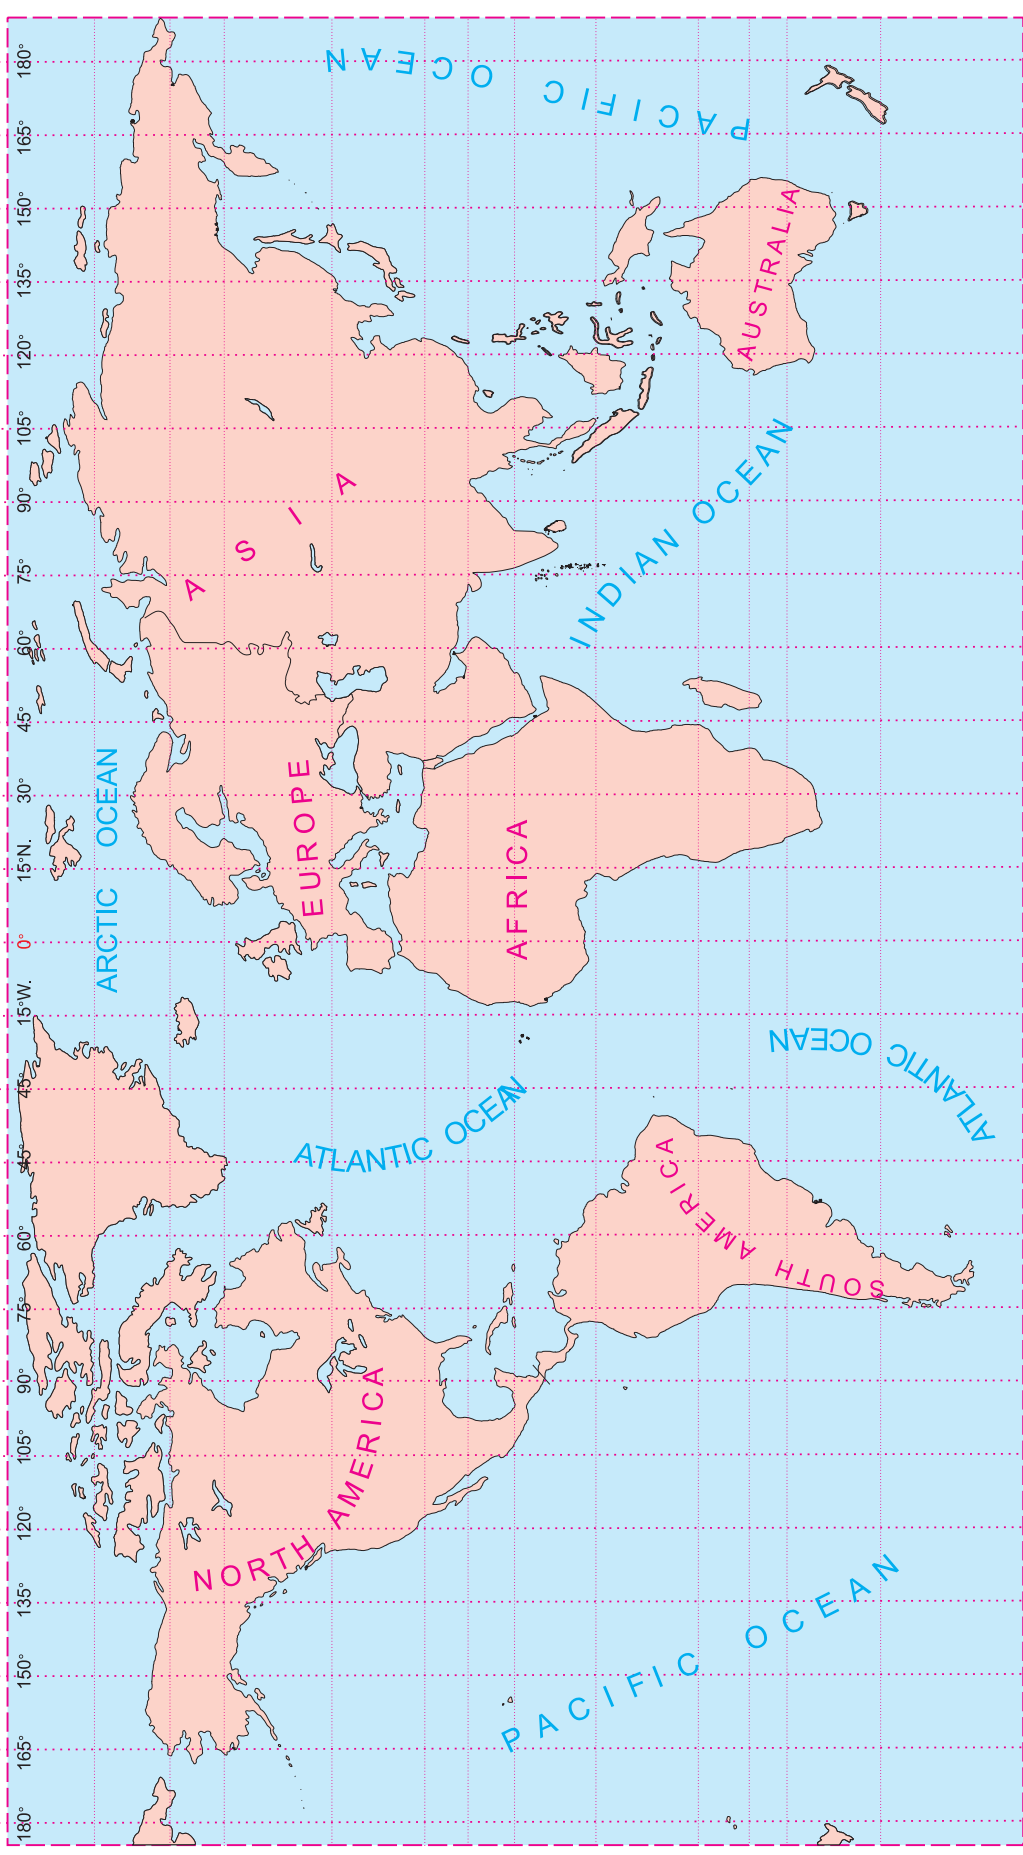 180° 165° 150° 135° 120° 105° 90° 75° 60° 45° 45° 15°W. 0° 15°N. 30° 45° 60° 75° 90° 105° 120° 135° 150° 165° 180°
ARCTIC OCEAN
NORTH AMERICA
EUROPE
ASIA
ATLANTIC OCEAN
PACIFIC OCEAN
AFRICA
PACIFIC OCEAN
SOUTH AMERICA
INDIAN OCEAN
AUSTRALIA
ATLANTIC OCEAN